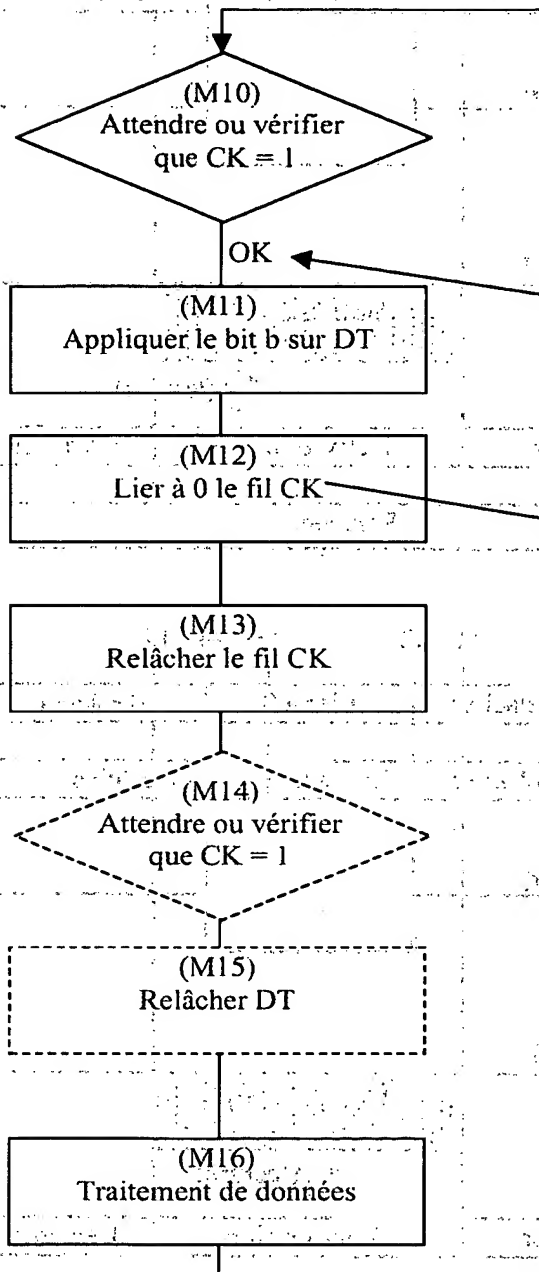 (M10)
Attendre ou vérifier
que CK = 1
OK
(M11)
Appliquer le bit b sur DT
(M12)
Lier à 0 le fil CK
(M13)
Relâcher le fil CK
(M14)
Attendre ou vérifier
que CK = 1
(M15)
Relâcher DT
(M16)
Traitement de données